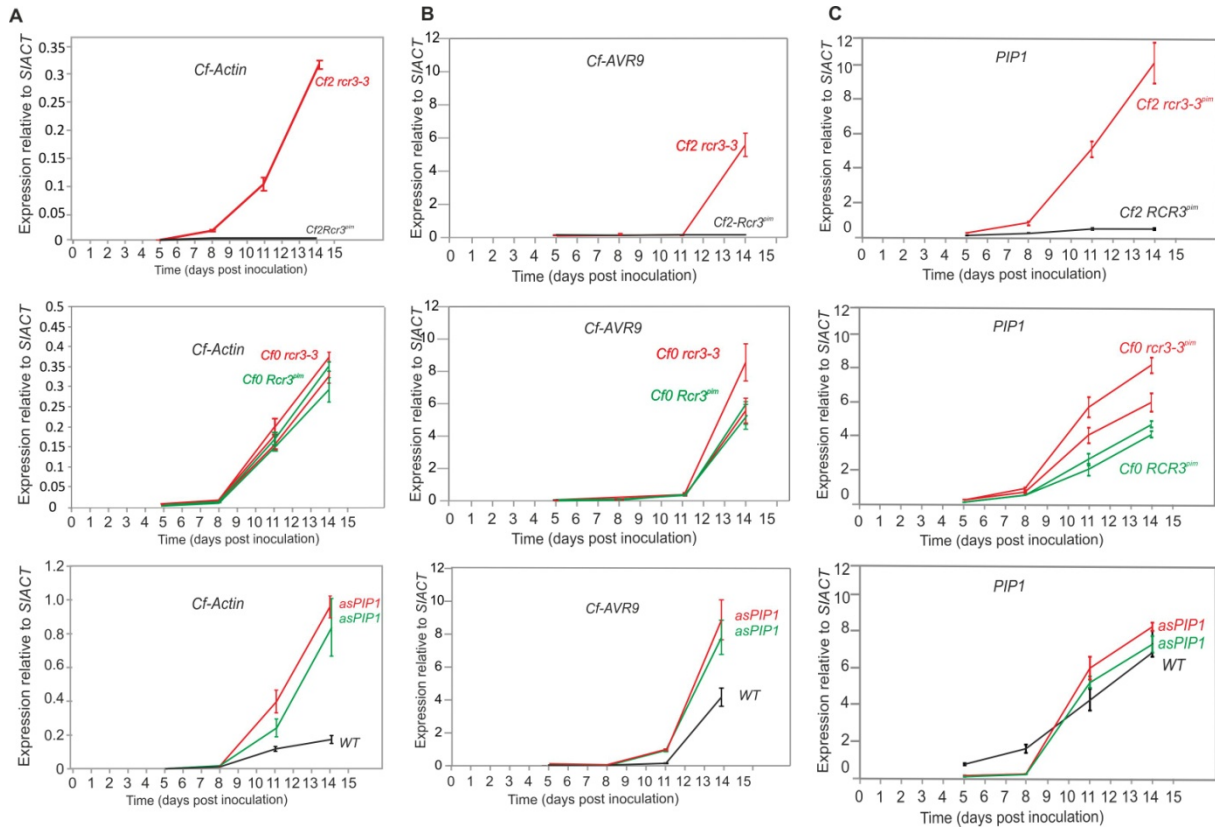 A
Expression relative to SlACT
0.35
0.3
0.25
0.2
0.15
0.1
0.05
0
Cf-Actin
Cf2 rcr3-3
Cf2Rcr3pim
0 1 2 3 4 5 6 7 8 9 10 11 12 13 14 15
Time (days post inoculation)
B
Expression relative to SlACT
12
10
8
6
4
2
0
Cf-AVR9
Cf2 rcr3-3
Cf2-Rcr3pim
0 1 2 3 4 5 6 7 8 9 10 11 12 13 14 15
Time (days post inoculation)
C
Expression relative to SlACT
12
10
8
6
4
2
0
PIP1
Cf2 rcr3-3pim
Cf2 RCR3pim
0 1 2 3 4 5 6 7 8 9 10 11 12 13 14 15
Time (days post inoculation)
Expression relative to SlACT
0.5
0.45
0.4
0.35
0.3
0.25
0.2
0.15
0.1
0.05
0
Cf-Actin
Cf0 rcr3-3
Cf0 Rcr3pim
0 1 2 3 4 5 6 7 8 9 10 11 12 13 14 15
Time (days post inoculation)
Expression relative to SlACT
12
10
8
6
4
2
0
Cf-AVR9
Cf0 rcr3-3
Cf0 Rcr3pim
0 1 2 3 4 5 6 7 8 9 10 11 12 13 14 15
Time (days post inoculation)
Expression relative to SlACT
12
10
8
6
4
2
0
PIP1
Cf0 rcr3-3pim
Cf0 RCR3pim
0 1 2 3 4 5 6 7 8 9 10 11 12 13 14 15
Time (days post inoculation)
Expression relative to SlACT
1.2
1.0
0.8
0.6
0.4
0.2
0
Cf-Actin
asPIP1
asPIP1
WT
0 1 2 3 4 5 6 7 8 9 10 11 12 13 14 15
Time (days post inoculation)
Expression relative to SlACT
12
10
8
6
4
2
0
Cf-AVR9
asPIP1
asPIP1
WT
0 1 2 3 4 5 6 7 8 9 10 11 12 13 14 15
Time (days post inoculation)
Expression relative to SlACT
12
10
8
6
4
2
0
PIP1
asPIP1
asPIP1
WT
0 1 2 3 4 5 6 7 8 9 10 11 12 13 14 15
Time (days post inoculation)